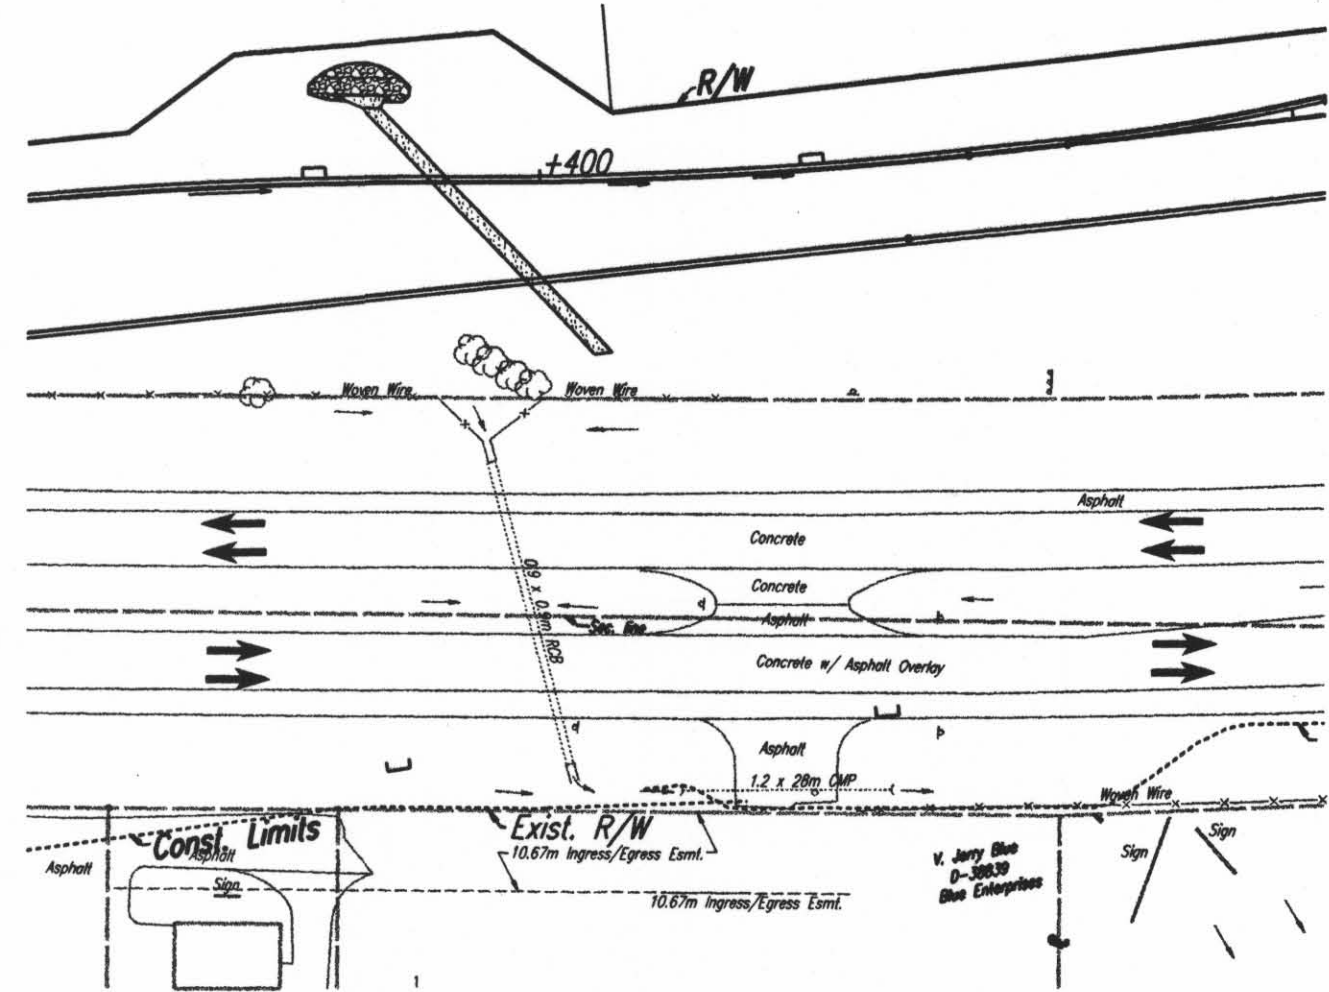 R/W
+400
Woven Wire
Woven Wire
Asphalt
Concrete
Concrete
0.9 x 0.9m RCB
Asphalt
Sec. line
Concrete w/ Asphalt Overlay
Asphalt
1.2 x 28m CMP
Woven Wire
Exist. R/W
Const. Limits
10.67m Ingress/Egress Esmt.
Asphalt
Asphalt
Sign
10.67m Ingress/Egress Esmt.
V. Jerry Blue
D-38839
Blue Enterprises
Sign
Sign
1